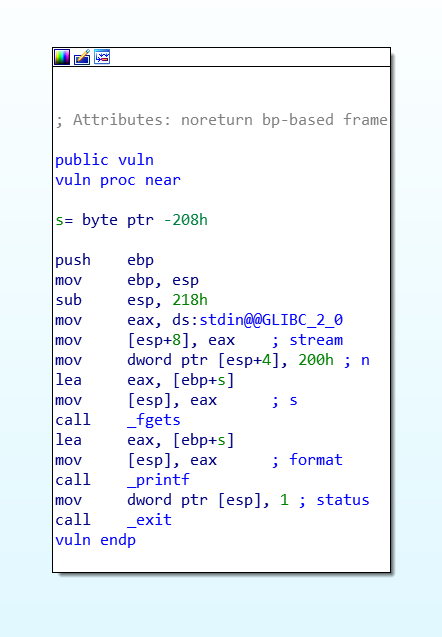 ; Attributes: noreturn bp-based frame
public vuln
vuln proc near
s= byte ptr -208h
push    ebp
mov     ebp, esp
sub     esp, 218h
mov     eax, ds:stdin@@GLIBC_2_0
mov     [esp+8], eax    ; stream
mov     dword ptr [esp+4], 200h ; n
lea     eax, [ebp+s]
mov     [esp], eax      ; s
call    _fgets
lea     eax, [ebp+s]
mov     [esp], eax      ; format
call    _printf
mov     dword ptr [esp], 1 ; status
call    _exit
vuln endp